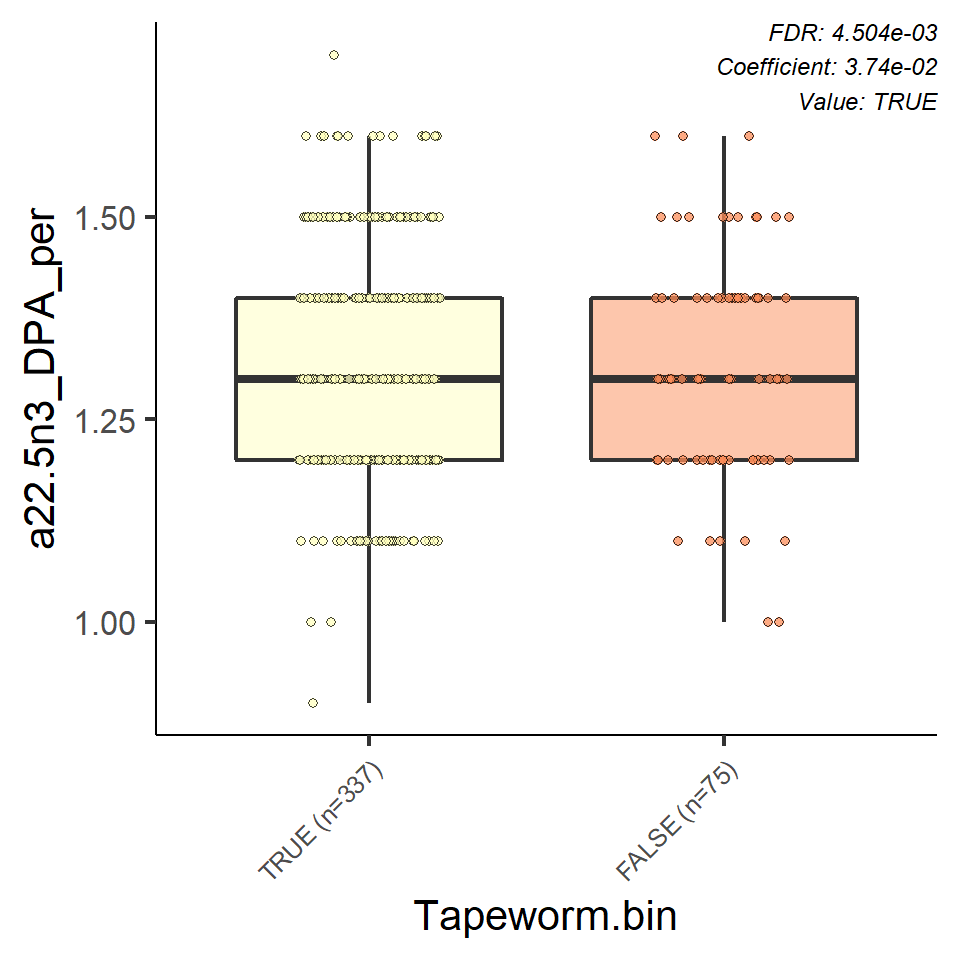 FDR: 4.504e-03
Coefficient: 3.74e-02
Value: TRUE
a22.5n3_DPA_per
1.50
1.25
1.00
TRUE (n=337)
FALSE (n=75)
Tapeworm.bin